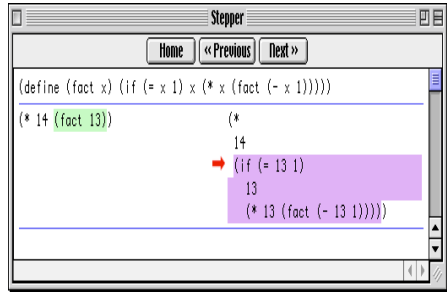 Stepper
Home « Previous Next »
(define (fact x) (if (= x 1) x (* x (fact (- x 1)))))
(* 14 (fact 13))
(*
14
(if (= 13 1)
13
(* 13 (fact (- 13 1)))))